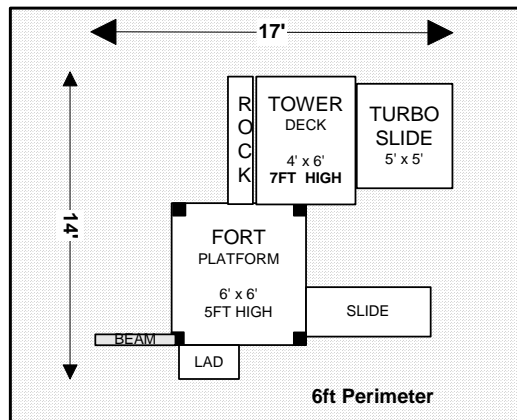 17'
14'
ROCK
TOWER
DECK
4' x 6'
7FT HIGH
TURBO
SLIDE
5' x 5'
FORT
PLATFORM
6' x 6'
5FT HIGH
SLIDE
BEAM
LAD
6ft Perimeter